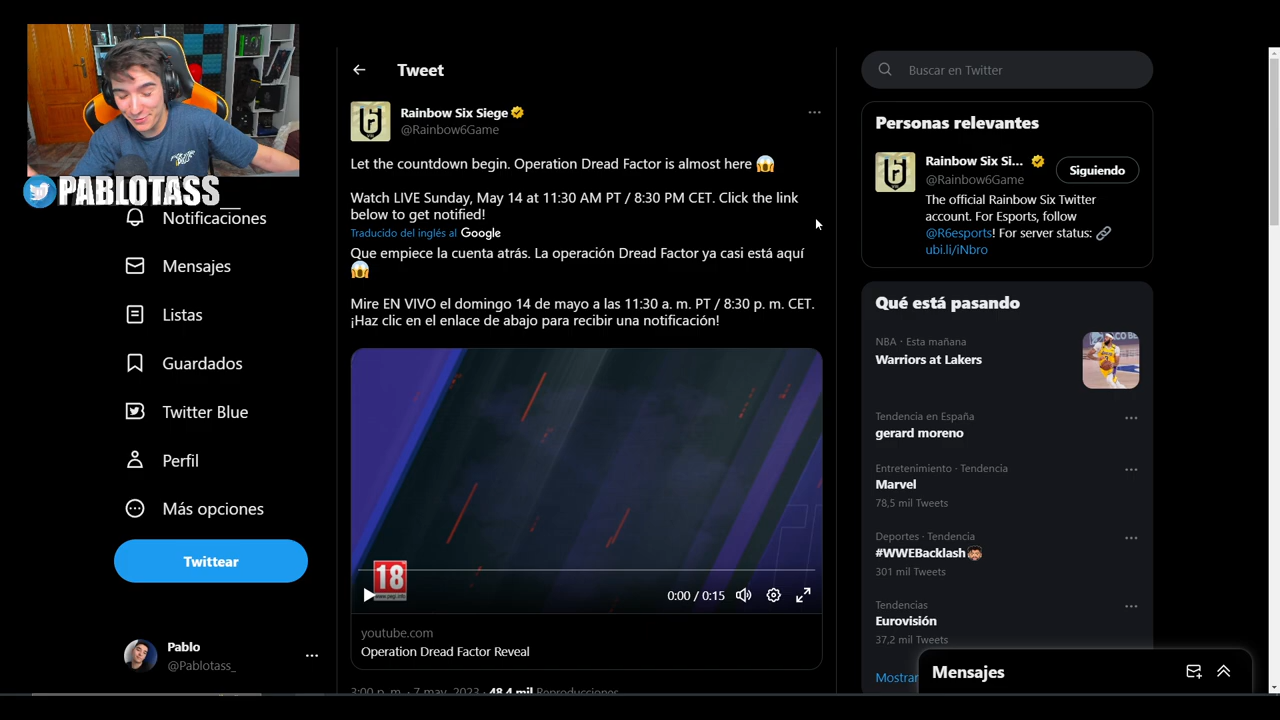 PABLOTASS_
Notificaciones
Mensajes
Listas
Guardados
Twitter Blue
Perfil
Más opciones
Twittear
Pablo
@Pablotass_
Tweet
Rainbow Six Siege
@Rainbow6Game
Let the countdown begin. Operation Dread Factor is almost here 😱
Watch LIVE Sunday, May 14 at 11:30 AM PT / 8:30 PM CET. Click the link
below to get notified!
Traducido del inglés al Google
Que empiece la cuenta atrás. La operación Dread Factor ya casi está aquí
😱
Mire EN VIVO el domingo 14 de mayo a las 11:30 a. m. PT / 8:30 p. m. CET.
¡Haz clic en el enlace de abajo para recibir una notificación!
18
0:00 / 0:15
youtube.com
Operation Dread Factor Reveal
3:00 p. m. · 7 may. 2023 · 48,4 mil Reproducciones
Buscar en Twitter
Personas relevantes
Rainbow Six Si...
@Rainbow6Game
Siguiendo
The official Rainbow Six Twitter
account. For Esports, follow
@R6esports! For server status: 🔗
ubi.li/iNbro
Qué está pasando
NBA · Esta mañana
Warriors at Lakers
Tendencia en España
gerard moreno
Entretenimiento · Tendencia
Marvel
78,5 mil Tweets
Deportes · Tendencia
#WWEBacklash
301 mil Tweets
Tendencias
Eurovisión
37,2 mil Tweets
Mostrar
Mensajes